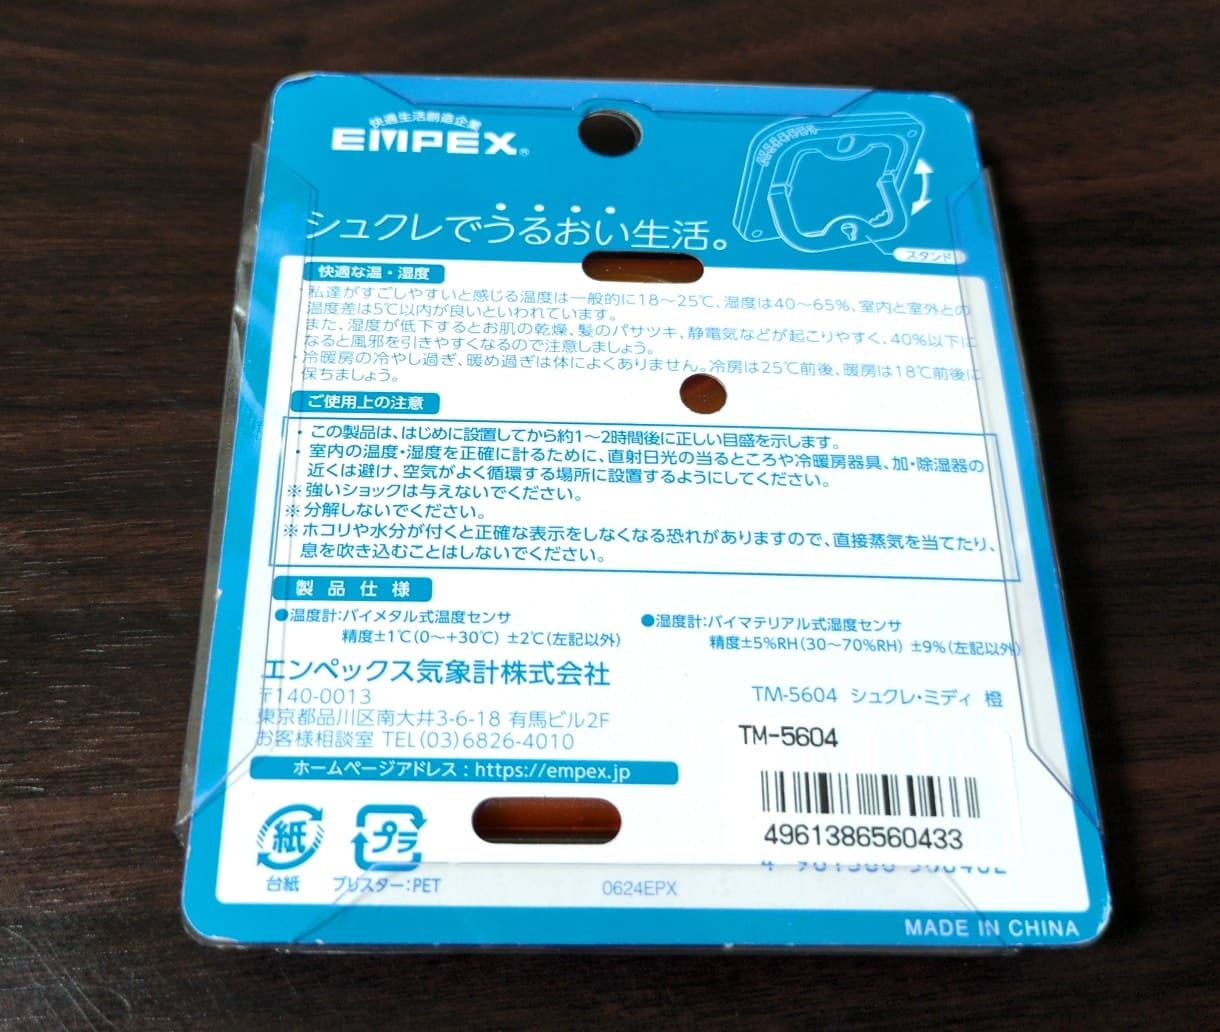 快適生活創造企業
EMPEX®
シュクレでうるおい生活。
スタンド
快適な温・湿度
・私達がすごしやすいと感じる温度は一般的に18～25℃、湿度は40～65%、室内と室外との
温度差は5℃以内が良いといわれています。
また、湿度が低下するとお肌の乾燥、髪のパサツキ、静電気などが起こりやすく、40%以下に
なると風邪を引きやすくなるので注意しましょう。
・冷暖房の冷やし過ぎ、暖め過ぎは体によくありません。冷房は25℃前後、暖房は18℃前後に
保ちましょう。
ご使用上の注意
・この製品は、はじめに設置してから約1～2時間後に正しい目盛を示します。
・室内の温度・湿度を正確に計るために、直射日光の当るところや冷暖房器具、加・除湿器の
近くは避け、空気がよく循環する場所に設置するようにしてください。
※強いショックは与えないでください。
※分解しないでください。
※ホコリや水分が付くと正確な表示をしなくなる恐れがありますので、直接蒸気を当てたり、
息を吹き込むことはしないでください。
製品仕様
●温度計:バイメタル式温度センサ
精度±1℃(0～+30℃) ±2℃(左記以外)
●湿度計:バイマテリアル式湿度センサ
精度±5%RH(30～70%RH) ±9%(左記以外)
エンペックス気象計株式会社
〒140-0013
東京都品川区南大井3-6-18 有馬ビル2F
お客様相談室 TEL(03)6826-4010
ホームページアドレス:https://empex.jp
TM-5604 シュクレ・ミディ 橙
TM-5604
4961386560433
紙
台紙
プラ
ブリスター:PET
0624EPX
MADE IN CHINA